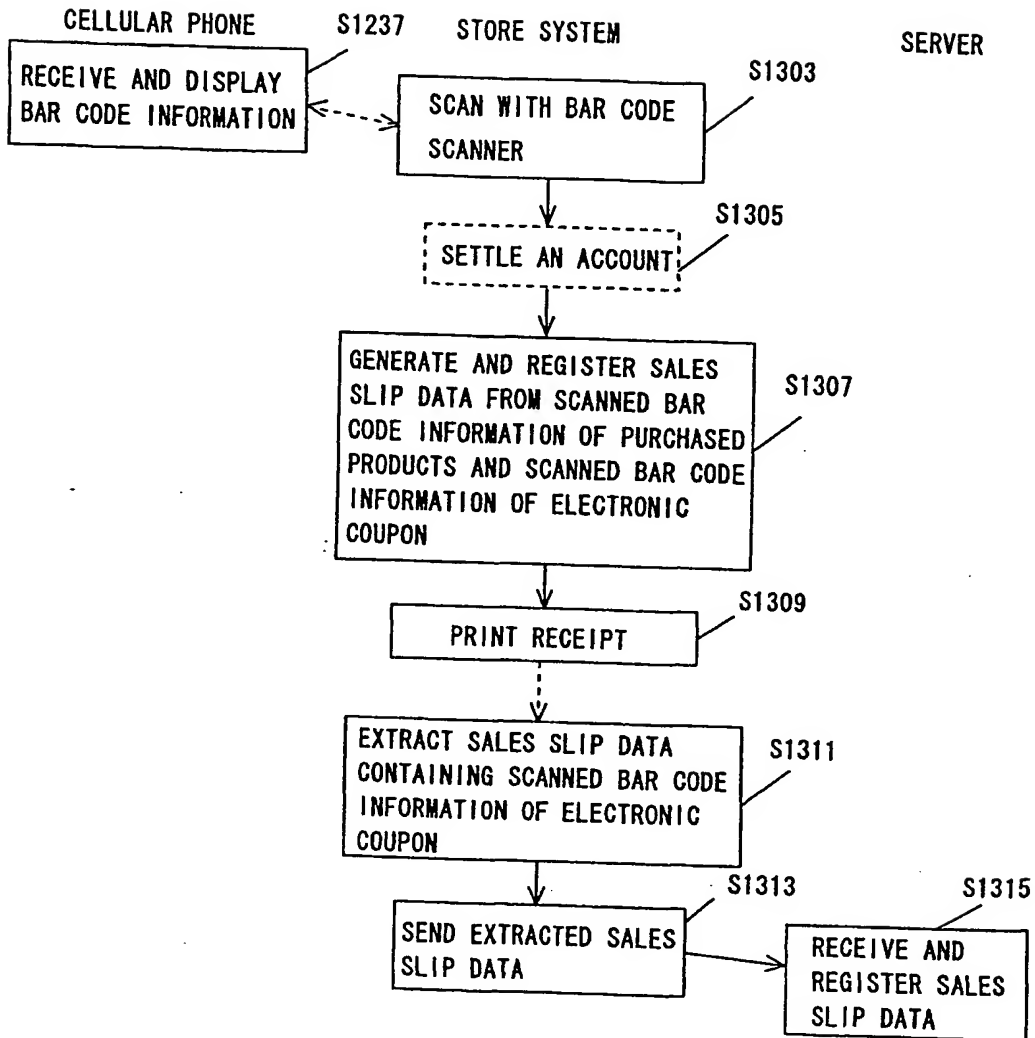 CELLULAR PHONE
S1237
STORE SYSTEM
SERVER
RECEIVE AND DISPLAY
BAR CODE INFORMATION
S1303
SCAN WITH BAR CODE
SCANNER
S1305
SETTLE AN ACCOUNT
GENERATE AND REGISTER SALES
SLIP DATA FROM SCANNED BAR
CODE INFORMATION OF PURCHASED
PRODUCTS AND SCANNED BAR CODE
INFORMATION OF ELECTRONIC
COUPON
S1307
S1309
PRINT RECEIPT
EXTRACT SALES SLIP DATA
CONTAINING SCANNED BAR CODE
INFORMATION OF ELECTRONIC
COUPON
S1311
S1313
SEND EXTRACTED SALES
SLIP DATA
S1315
RECEIVE AND
REGISTER SALES
SLIP DATA